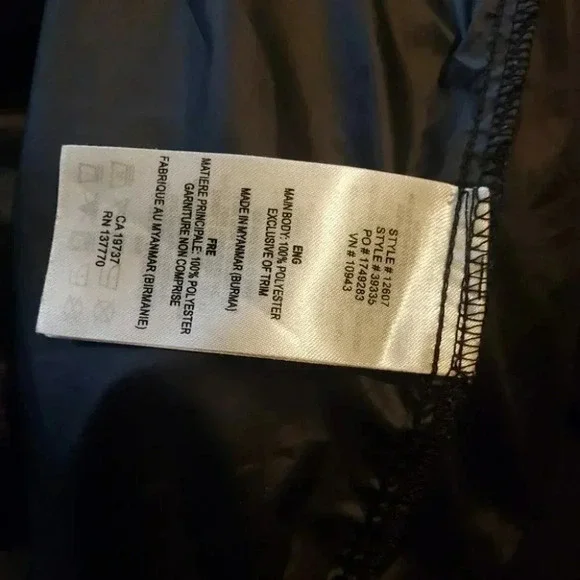 STYLE # 12607
STYLE # 39335
PO # 1749283
VN # 10943
ENG
MAIN BODY: 100% POLYESTER
EXCLUSIVE OF TRIM
MADE IN MYANMAR (BURMA)
FRE
MATIERE PRINCIPALE: 100% POLYESTER
GARNITURE NON COMPRISE
FABRIQUE AU MYANMAR (BIRMANIE)
CA 19737
RN 137770